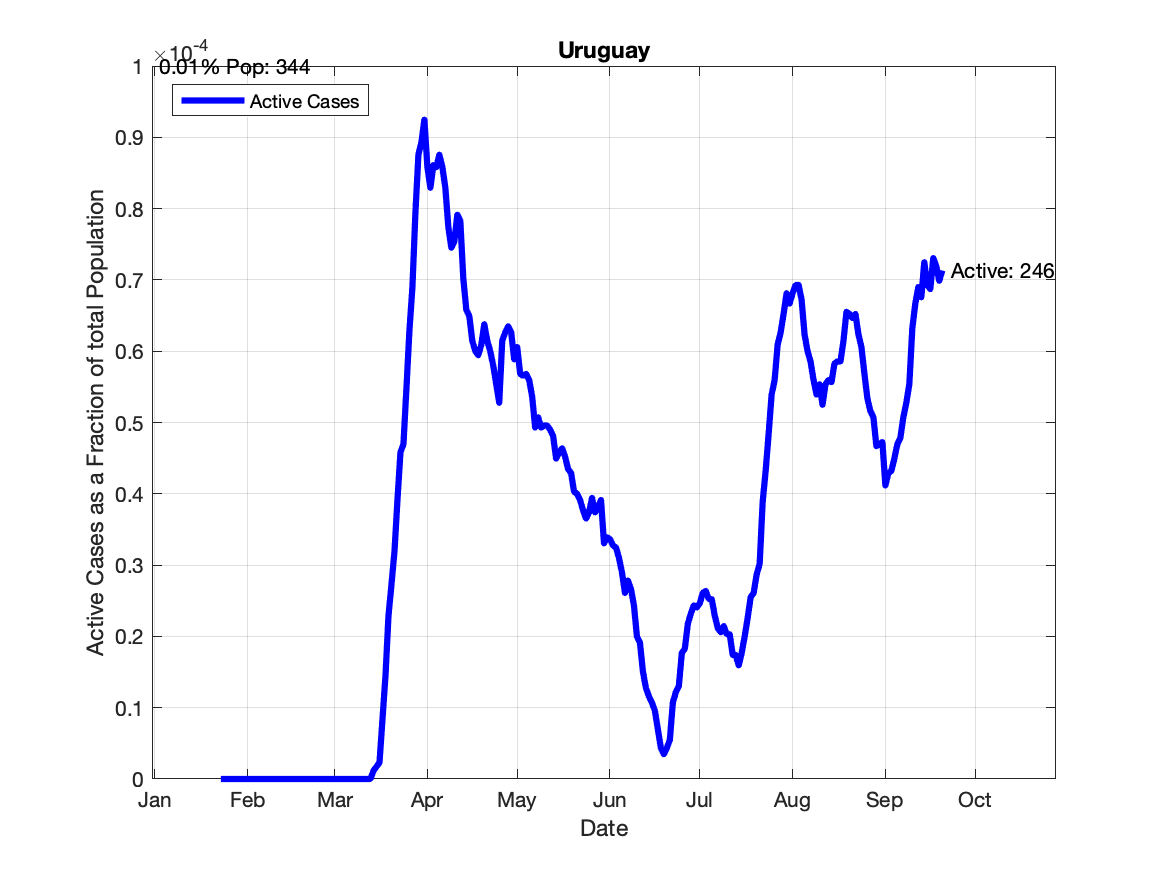 Uruguay
×10-4
0.01% Pop: 344
Active Cases
Active: 246
Active Cases as a Fraction of total Population
1
0.9
0.8
0.7
0.6
0.5
0.4
0.3
0.2
0.1
0
Jan Feb Mar Apr May Jun Jul Aug Sep Oct
Date